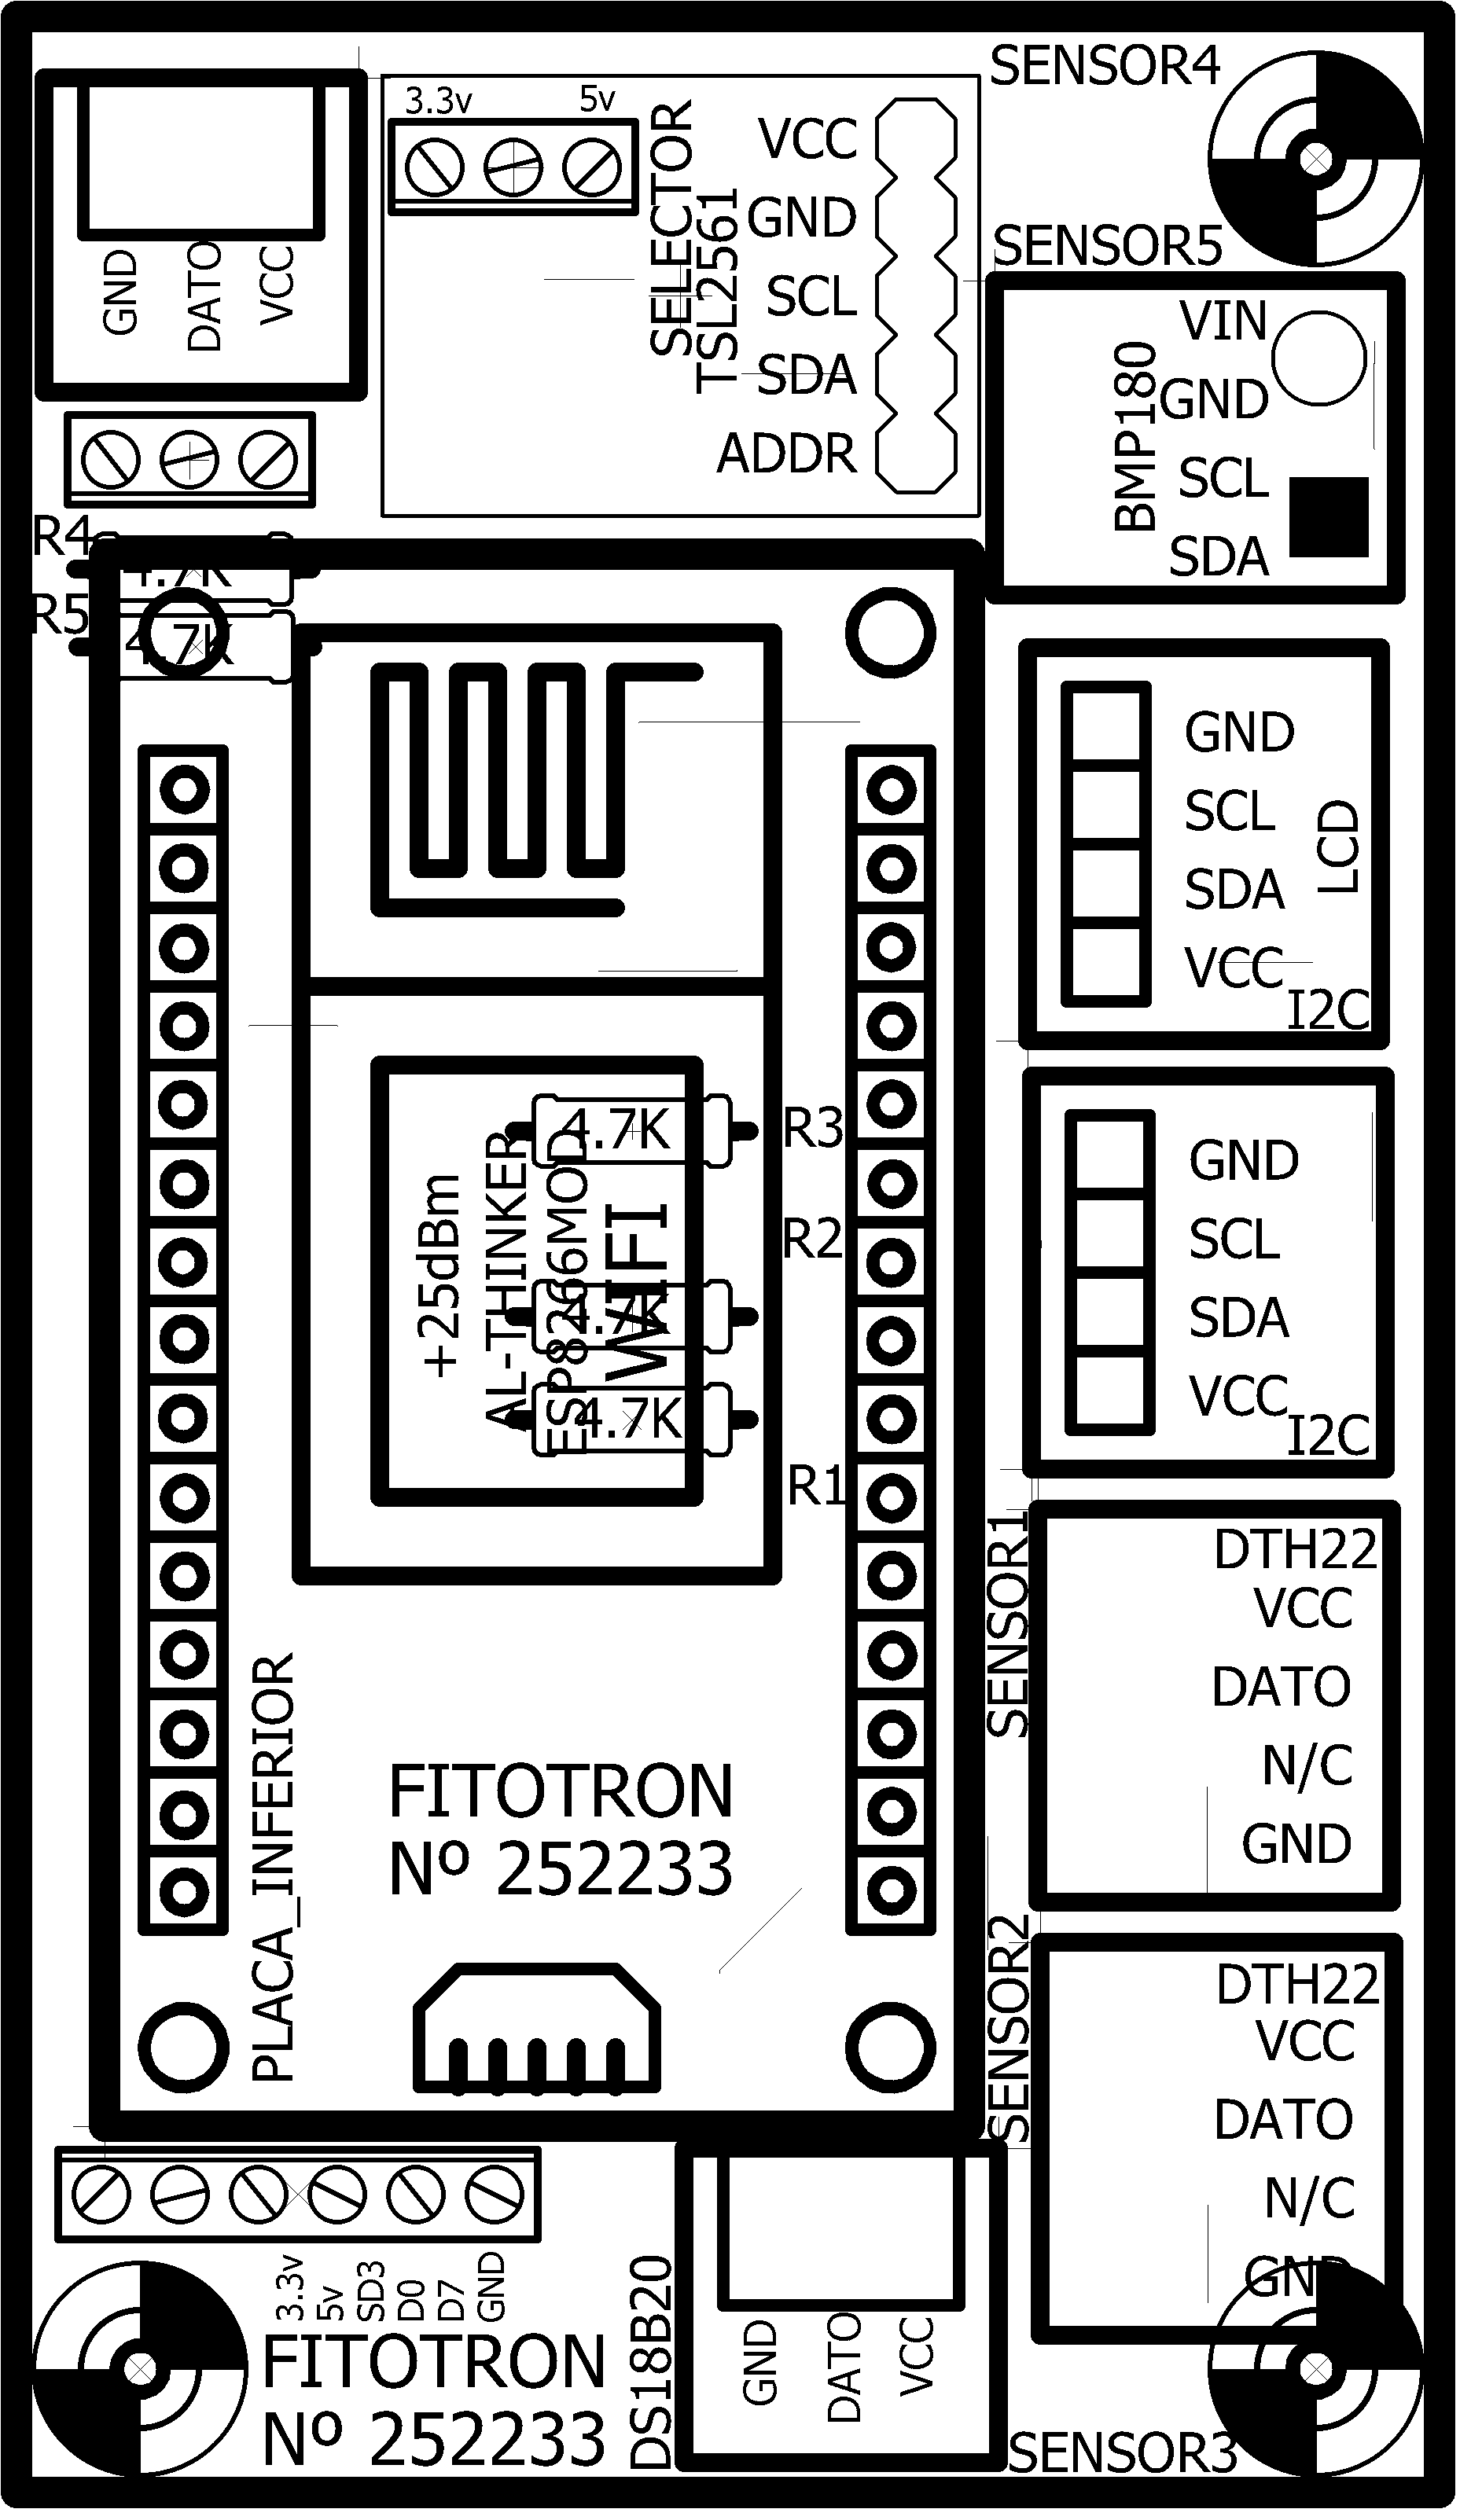 SENSOR4
3.3v
5v
SELECTOR
TSL2561
VCC
GND
SCL
SDA
ADDR
GND
DATO
VCC
SENSOR5
BMP180
VIN
GND
SCL
SDA
R4
4.7K
R5
4.7K
GND
SCL
SDA
VCC
LCD
I2C
4.7K
R3
R2
4.7K
4.7K
R1
+25dBm
AL-THINKER
ESP8266MOD
WIFI
GND
SCL
SDA
VCC
I2C
SENSOR1
DTH22
VCC
DATO
N/C
GND
PLACA_INFERIOR
FITOTRON
Nº 252233
SENSOR2
DTH22
VCC
DATO
N/C
GND
3.3v
5v
SD3
D0
D7
GND
FITOTRON
Nº 252233
DS18B20
GND
DATO
VCC
SENSOR3